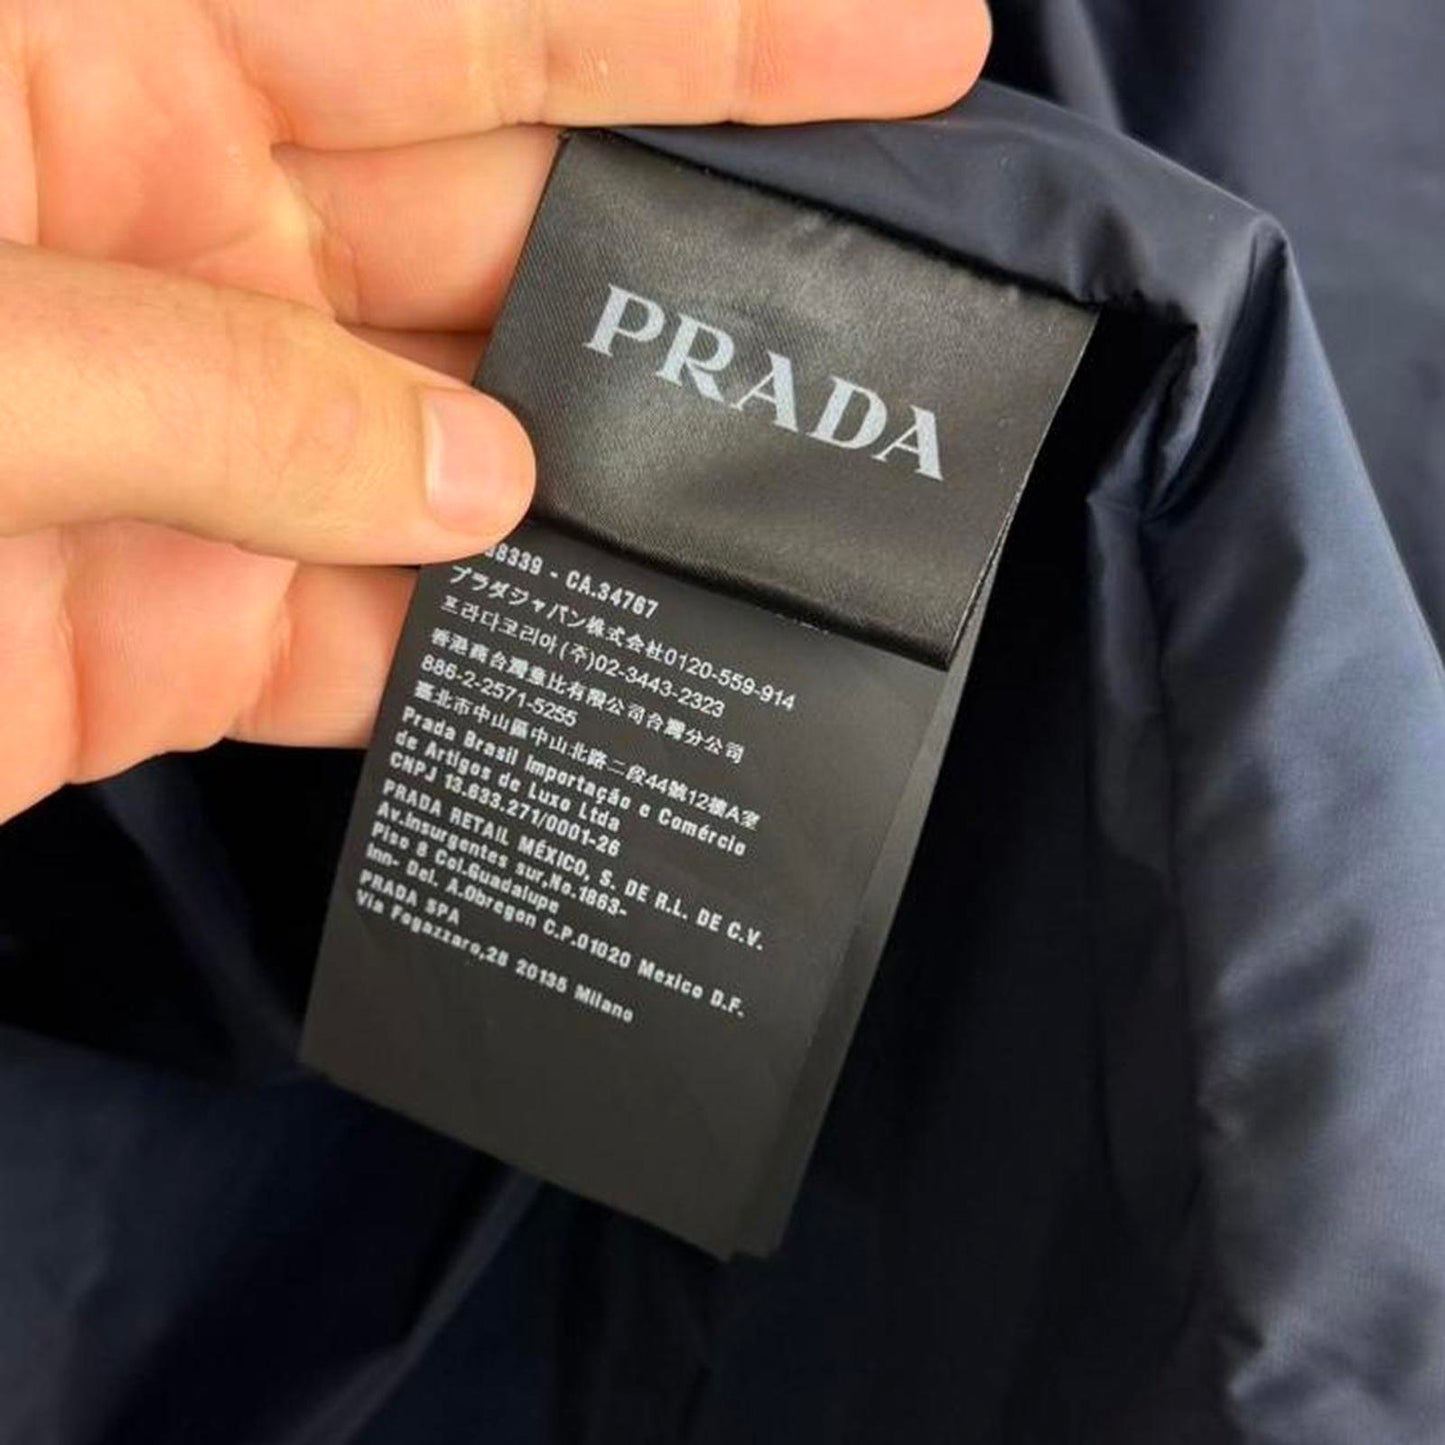 PRADA
38339 - CA.34767
プラダジャパン株式会社0120-559-914
프라다코리아(주)02-3443-2323
香港商台灣意比有限公司台灣分公司
886-2-2571-5255
臺北市中山區中山北路二段44號12樓A室
Prada Brasil Importação e Comércio
de Artigos de Luxo Ltda
CNPJ 13.633.271/0001-26
PRADA RETAIL MÉXICO, S. DE R.L. DE C.V.
Av.Insurgentes sur,No.1863-
Piso 8 Col.Guadalupe
Inn- Del. A.Obregon C.P.01020 Mexico D.F.
PRADA SPA
Via Fogazzaro,28 20135 Milano